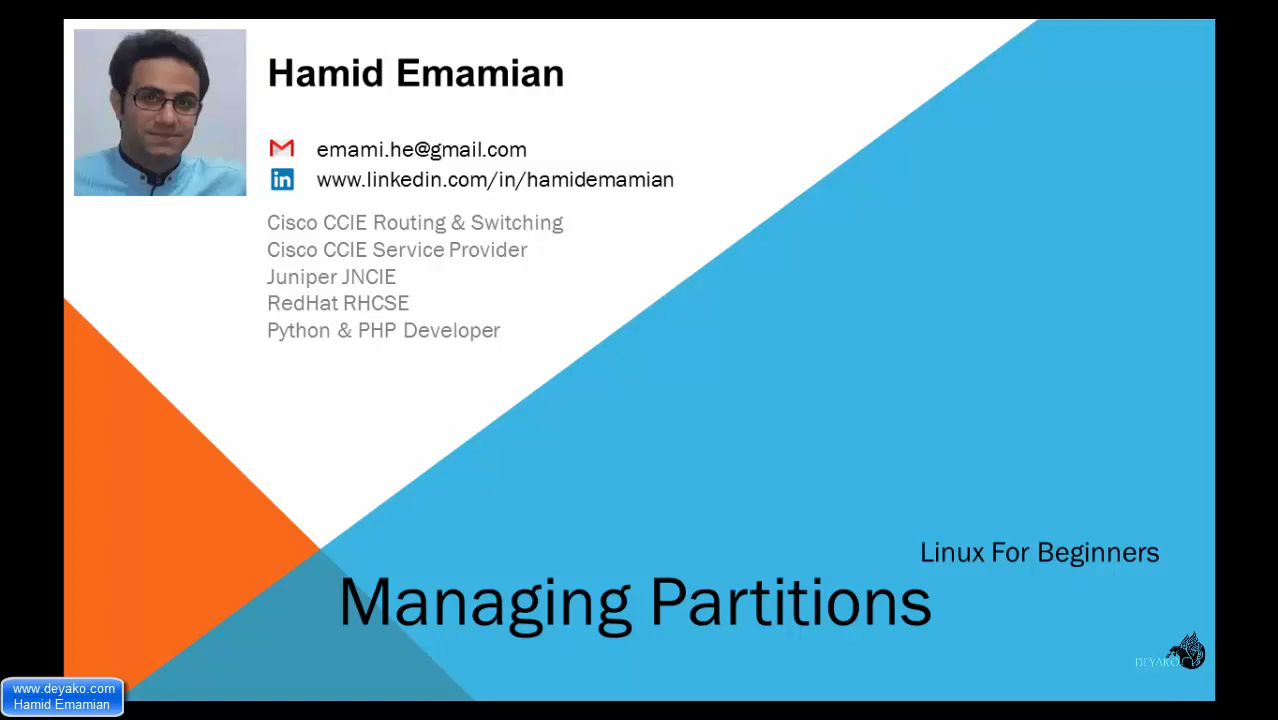 Hamid Emamian
emami.he@gmail.com
www.linkedin.com/in/hamidemamian
Cisco CCIE Routing & Switching
Cisco CCIE Service Provider
Juniper JNCIE
RedHat RHCSE
Python & PHP Developer
Linux For Beginners
Managing Partitions
DEYAKO
www.deyako.com
Hamid Emamian